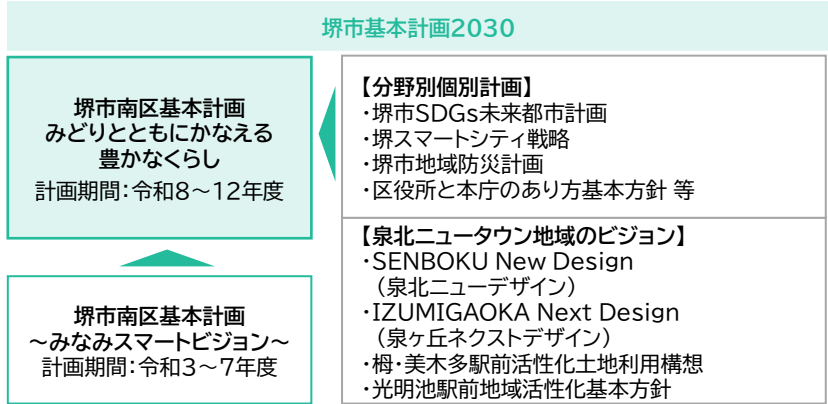 堺市基本計画2030
堺市南区基本計画
みどりとともにかなえる
豊かなくらし
計画期間：令和8～12年度
堺市南区基本計画
～みなみスマートビジョン～
計画期間：令和3～7年度
【分野別個別計画】
・堺市SDGs未来都市計画
・堺スマートシティ戦略
・堺市地域防災計画
・区役所と本庁のあり方基本方針 等
【泉北ニュータウン地域のビジョン】
・SENBOKU New Design
（泉北ニューデザイン）
・IZUMIGAOKA Next Design
（泉ヶ丘ネクストデザイン）
・栂・美木多駅前活性化土地利用構想
・光明池駅前地域活性化基本方針